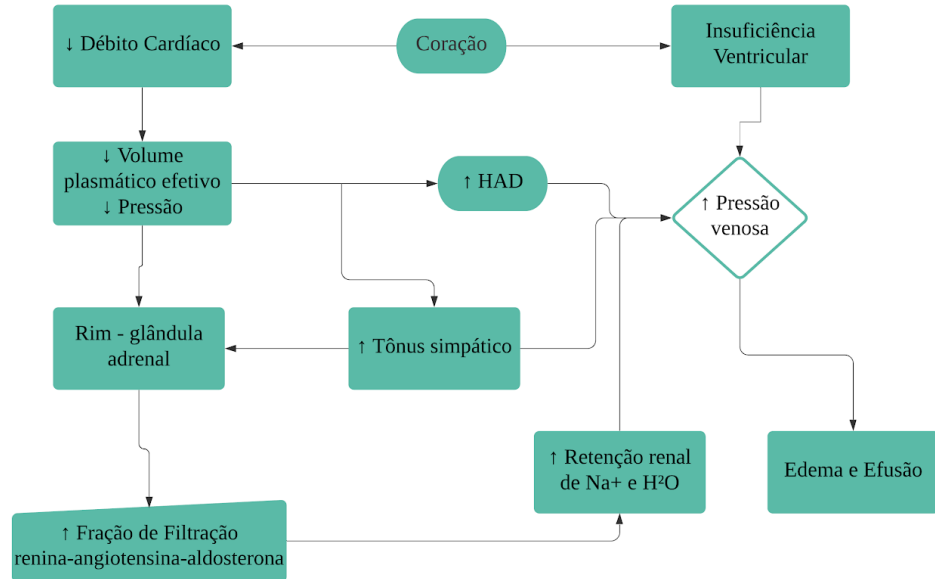 ↓ Débito Cardíaco
Coração
Insuficiência
Ventricular
↓ Volume
plasmático efetivo
↓ Pressão
↑ HAD
↑ Pressão
venosa
Rim - glândula
adrenal
↑ Tônus simpático
↑ Retenção renal
de Na+ e H²O
Edema e Efusão
↑ Fração de Filtração
renina-angiotensina-aldosterona